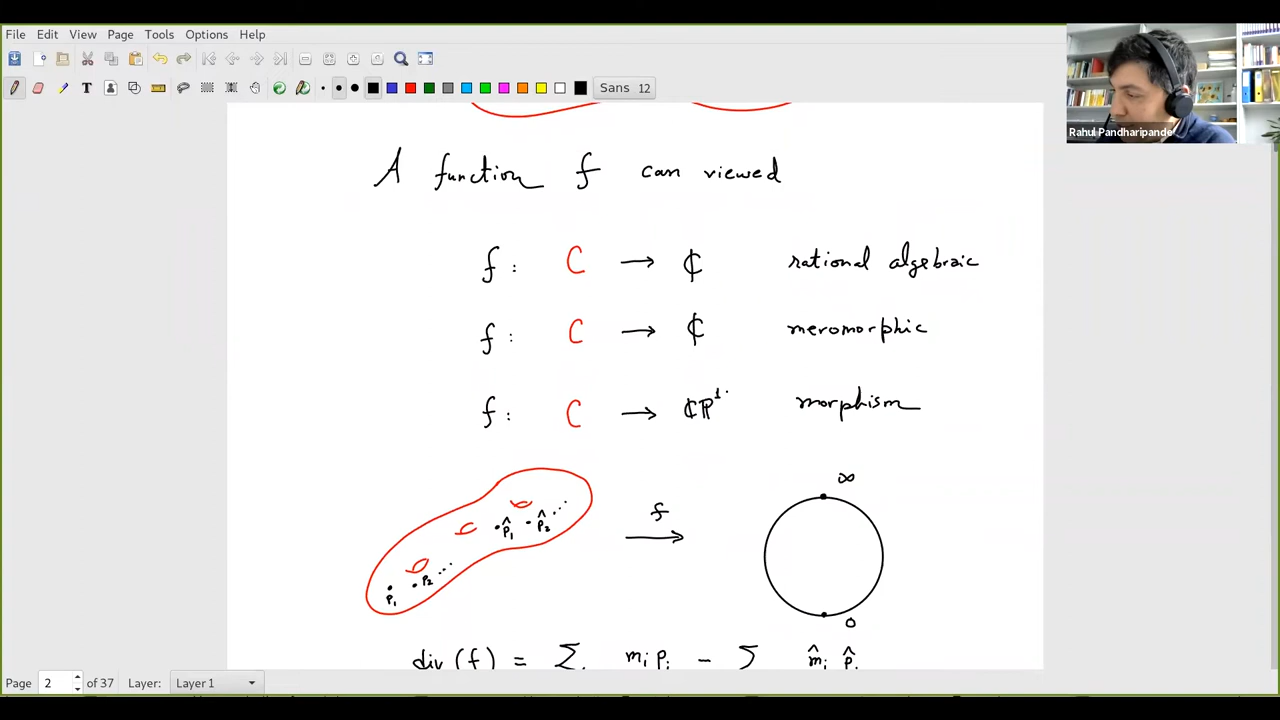 File Edit View Page Tools Options Help
Sans 12
Rahul Pandharipande
A function f can viewed
f : C → ℂ rational algebraic
f : C → ℂ meromorphic
f : C → ℂℙ¹ morphism
∞
f
p̂₁ p̂₂ ...
p₁ p₂ ...
0
div (f) = Σ mᵢ pᵢ − Σ m̂ᵢ p̂ᵢ
Page 2 of 37 Layer: Layer 1